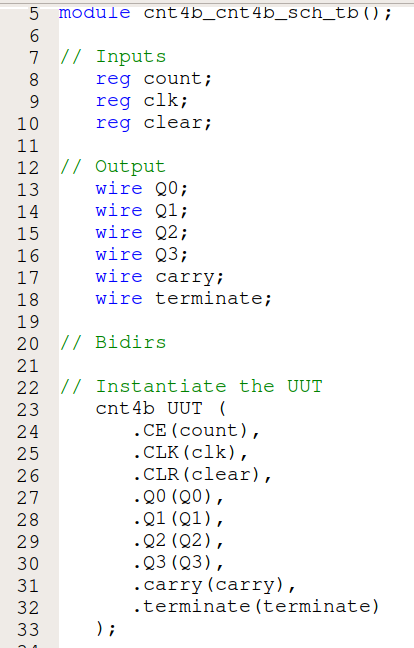 5 module cnt4b_cnt4b_sch_tb();
6
7 // Inputs
8 reg count;
9 reg clk;
10 reg clear;
11
12 // Output
13 wire Q0;
14 wire Q1;
15 wire Q2;
16 wire Q3;
17 wire carry;
18 wire terminate;
19
20 // Bidirs
21
22 // Instantiate the UUT
23 cnt4b UUT (
24 .CE(count),
25 .CLK(clk),
26 .CLR(clear),
27 .Q0(Q0),
28 .Q1(Q1),
29 .Q2(Q2),
30 .Q3(Q3),
31 .carry(carry),
32 .terminate(terminate)
33 );